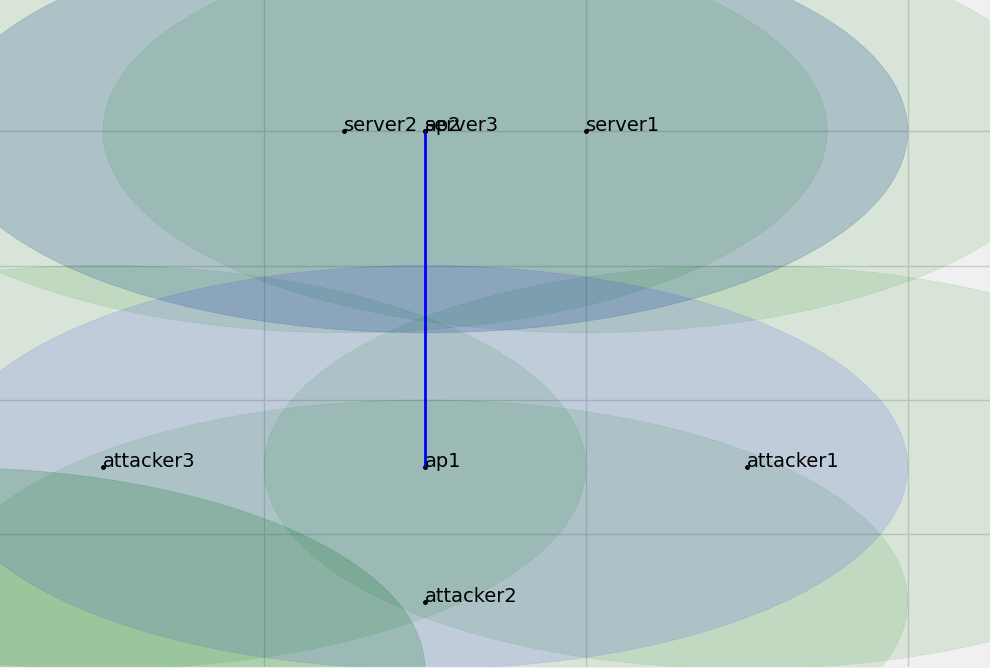 server2
ap2
server3
server1
attacker3
ap1
attacker1
attacker2